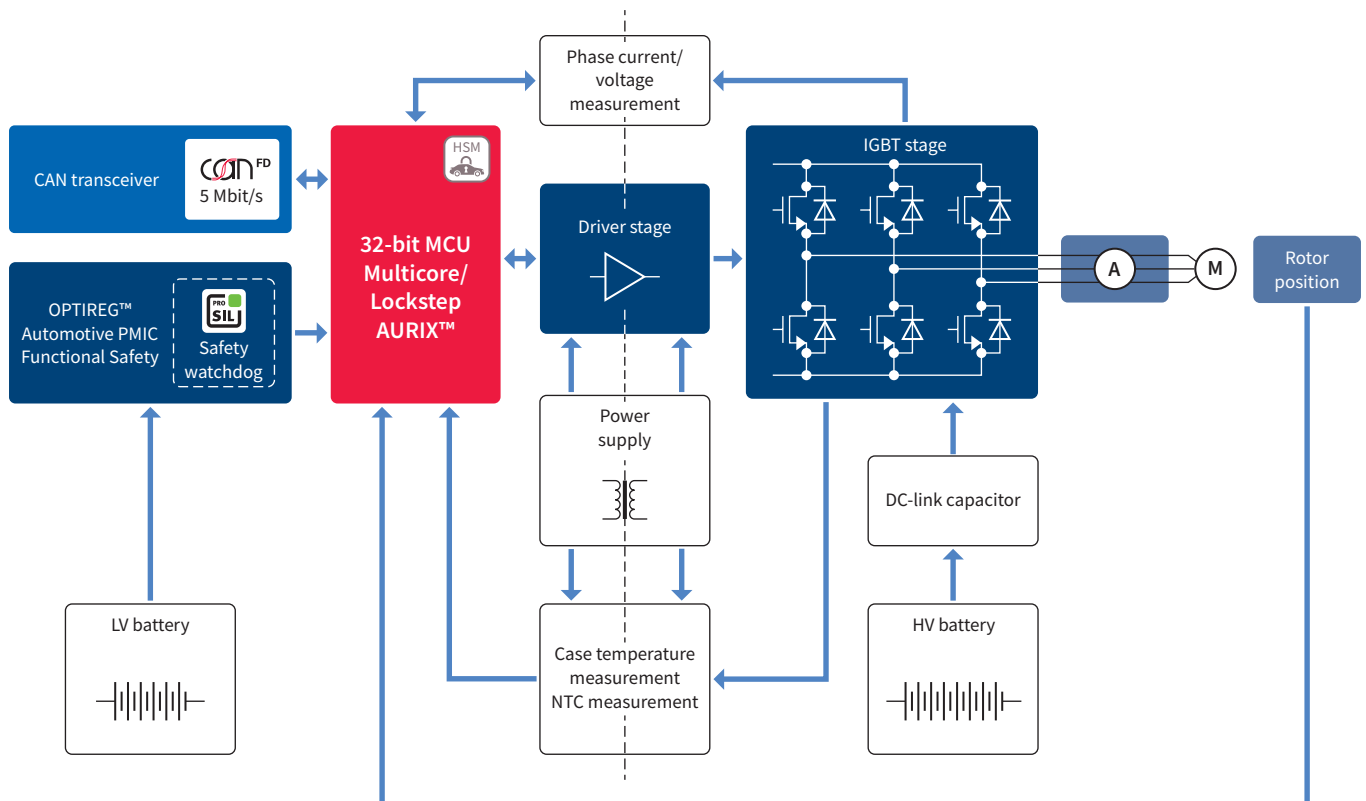 Phase current/
voltage
measurement
CAN transceiver
CAN FD
5 Mbit/s
HSM
32-bit MCU
Multicore/
Lockstep
AURIX™
Driver stage
IGBT stage
A
M
Rotor
position
OPTIREG™
Automotive PMIC
Functional Safety
PRO
SIL
Safety
watchdog
Power
supply
DC-link capacitor
LV battery
Case temperature
measurement
NTC measurement
HV battery